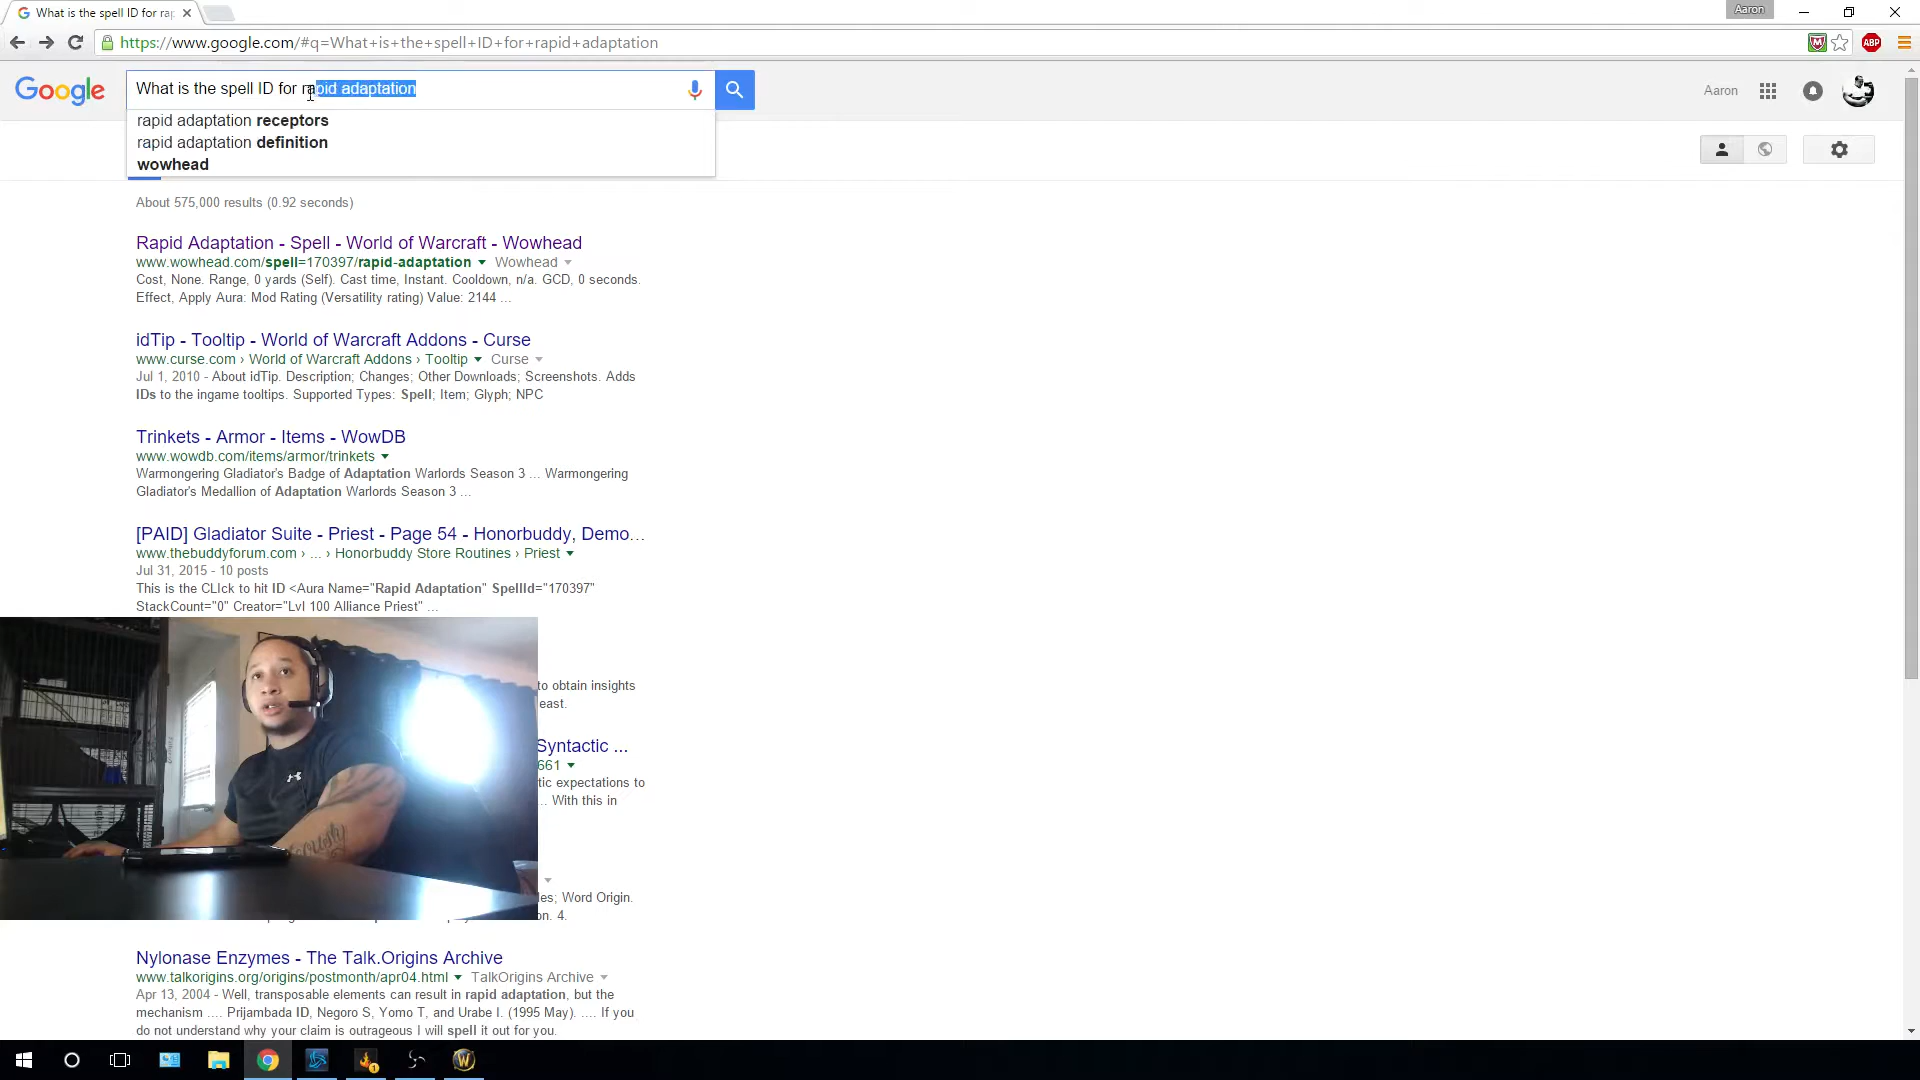 What is the spell ID for rap
Aaron
https://www.google.com/#q=What+is+the+spell+ID+for+rapid+adaptation
ABP
Google
What is the spell ID for rapid adaptation
Aaron
rapid adaptation receptors
rapid adaptation definition
wowhead
About 575,000 results (0.92 seconds)
Rapid Adaptation - Spell - World of Warcraft - Wowhead
www.wowhead.com/spell=170397/rapid-adaptation Wowhead
Cost, None. Range, 0 yards (Self). Cast time, Instant. Cooldown, n/a. GCD, 0 seconds.
Effect, Apply Aura: Mod Rating (Versatility rating) Value: 2144 ...
idTip - Tooltip - World of Warcraft Addons - Curse
www.curse.com › World of Warcraft Addons › Tooltip Curse
Jul 1, 2010 - About idTip. Description; Changes; Other Downloads; Screenshots. Adds
IDs to the ingame tooltips. Supported Types: Spell; Item; Glyph; NPC
Trinkets - Armor - Items - WowDB
www.wowdb.com/items/armor/trinkets
Warmongering Gladiator's Badge of Adaptation Warlords Season 3 ... Warmongering
Gladiator's Medallion of Adaptation Warlords Season 3 ...
[PAID] Gladiator Suite - Priest - Page 54 - Honorbuddy, Demo...
www.thebuddyforum.com › ... › Honorbuddy Store Routines › Priest
Jul 31, 2015 - 10 posts
This is the CLIck to hit ID <Aura Name="Rapid Adaptation" SpellId="170397"
StackCount="0" Creator="Lvl 100 Alliance Priest" ...
to obtain insights
east.
Syntactic ...
661
tic expectations to
... With this in
les; Word Origin.
on. 4.
Nylonase Enzymes - The Talk.Origins Archive
www.talkorigins.org/origins/postmonth/apr04.html TalkOrigins Archive
Apr 13, 2004 - Well, transposable elements can result in rapid adaptation, but the
mechanism .... Prijambada ID, Negoro S, Yomo T, and Urabe I. (1995 May). .... If you
do not understand why your claim is outrageous I will spell it out for you.